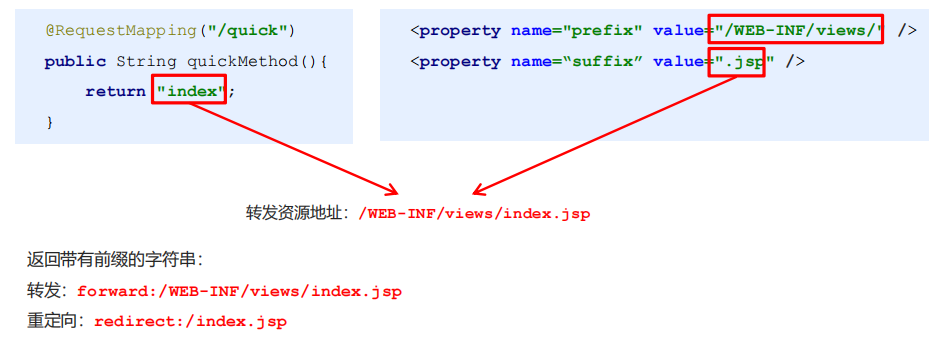 @RequestMapping("/quick")
public String quickMethod(){
return "index";
}
<property name="prefix" value="/WEB-INF/views/" />
<property name=“suffix” value=".jsp" />
转发资源地址：/WEB-INF/views/index.jsp
返回带有前缀的字符串：
转发：forward:/WEB-INF/views/index.jsp
重定向：redirect:/index.jsp